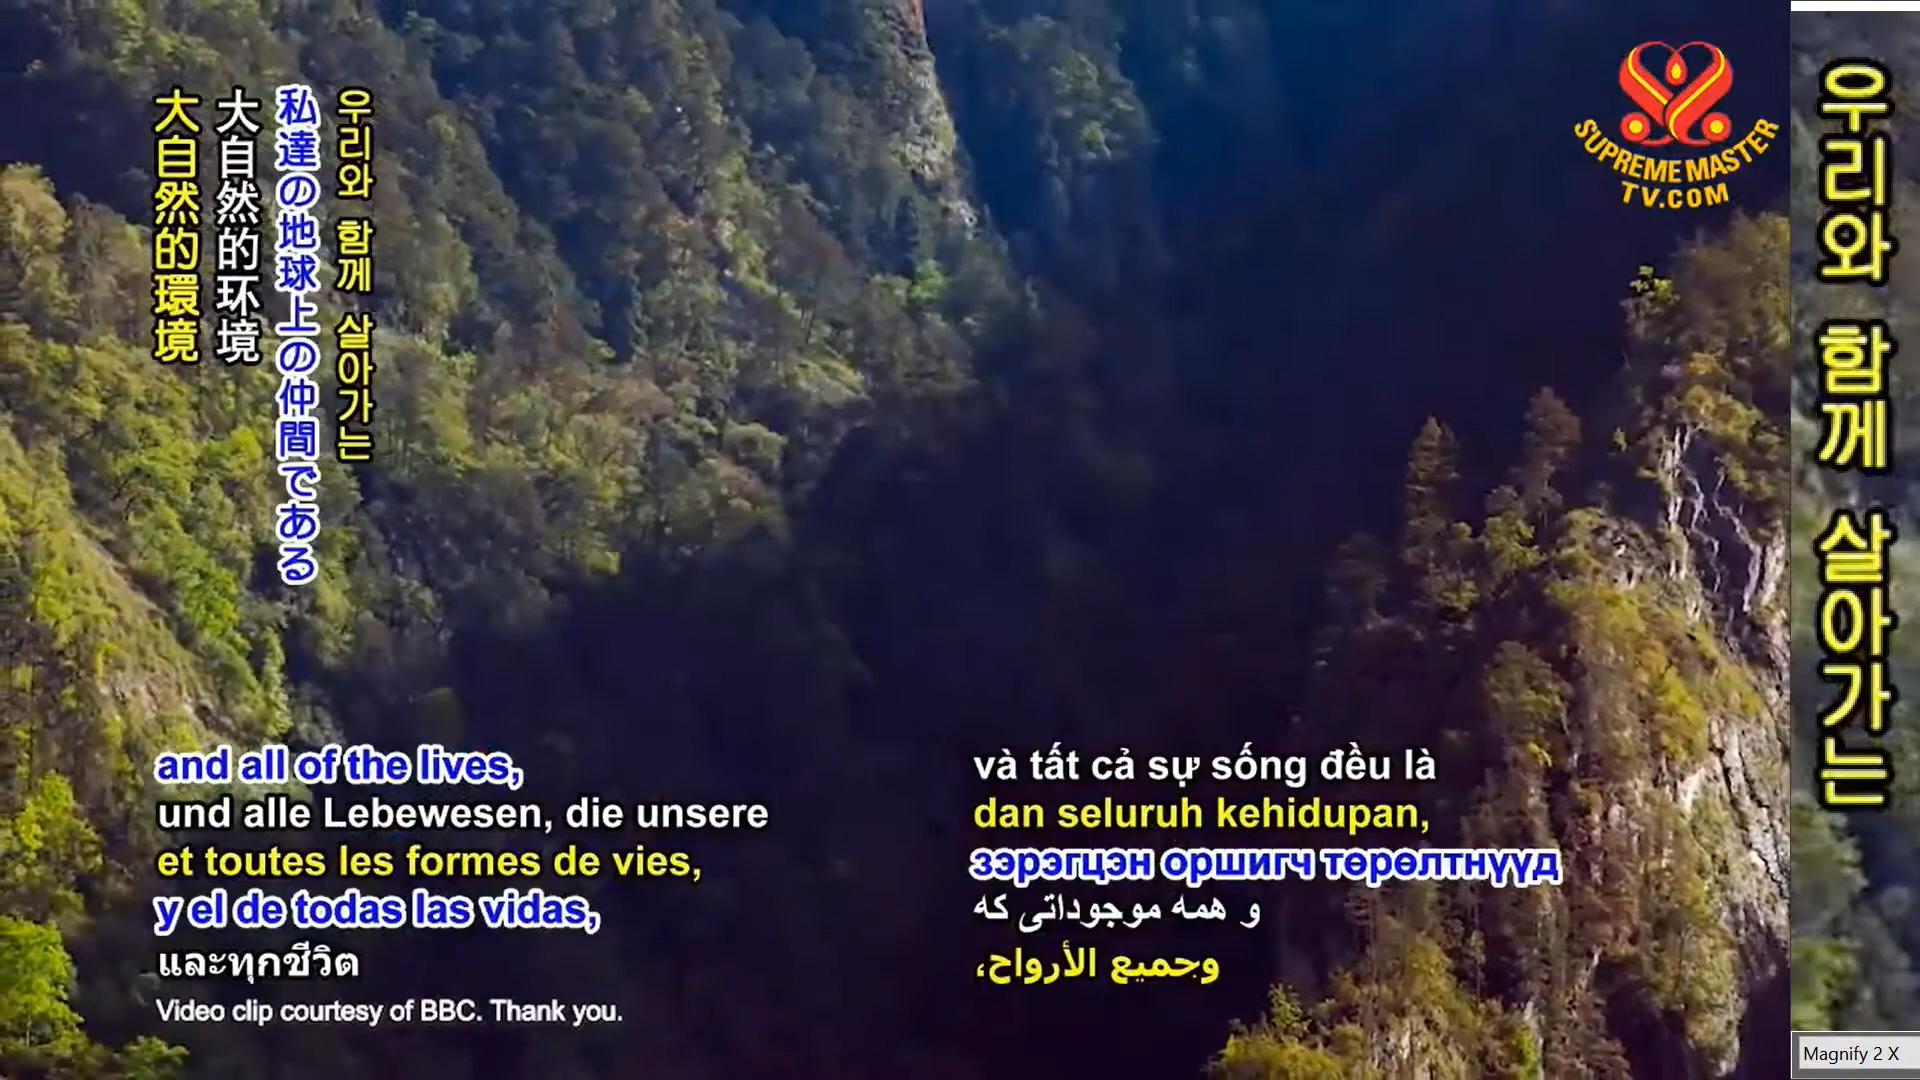 우리와 함께 살아가는
私達の地球上の仲間である
大自然的环境
大自然的環境
SUPREME MASTER
TV.COM
and all of the lives,
und alle Lebewesen, die unsere
et toutes les formes de vies,
y el de todas las vidas,
และทุกชีวิต
Video clip courtesy of BBC. Thank you.
và tất cả sự sống đều là
dan seluruh kehidupan,
зэрэгцэн оршигч төрөлтнүүд
و همه موجوداتی که
وجميع الأرواح،
우리와 함께 살아가는
Magnify 2 X